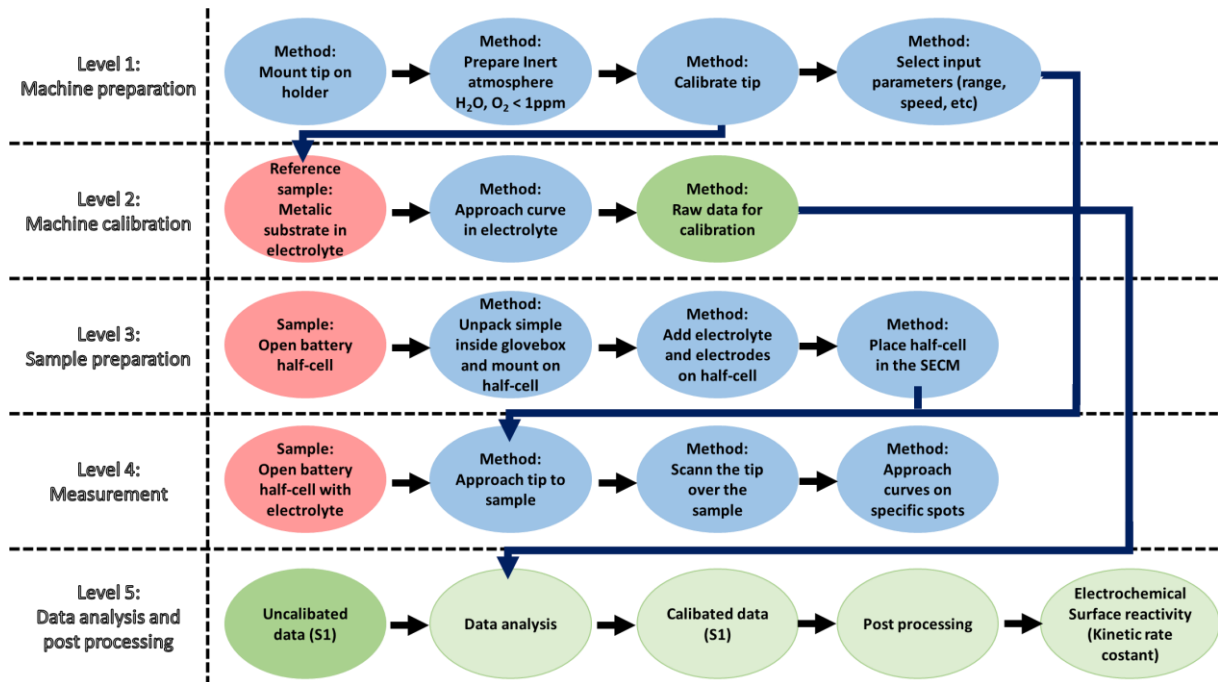 Level 1:
Machine preparation
Method:
Mount tip on
holder
Method:
Prepare Inert
atmosphere
H₂O, O₂ < 1ppm
Method:
Calibrate tip
Method:
Select input
parameters (range,
speed, etc)
Level 2:
Machine calibration
Reference
sample:
Metalic
substrate in
electrolyte
Method:
Approach curve
in electrolyte
Method:
Raw data for
calibration
Level 3:
Sample preparation
Sample:
Open battery
half-cell
Method:
Unpack simple
inside glovebox
and mount on
half-cell
Method:
Add electrolyte
and electrodes
on half-cell
Method:
Place half-cell
in the SECM
Level 4:
Measurement
Sample:
Open battery
half-cell with
electrolyte
Method:
Approach tip to
sample
Method:
Scann the tip
over the
sample
Method:
Approach
curves on
specific spots
Level 5:
Data analysis and
post processing
Uncalibated
data (S1)
Data analysis
Calibated data
(S1)
Post processing
Electrochemical
Surface reactivity
(Kinetic rate
costant)